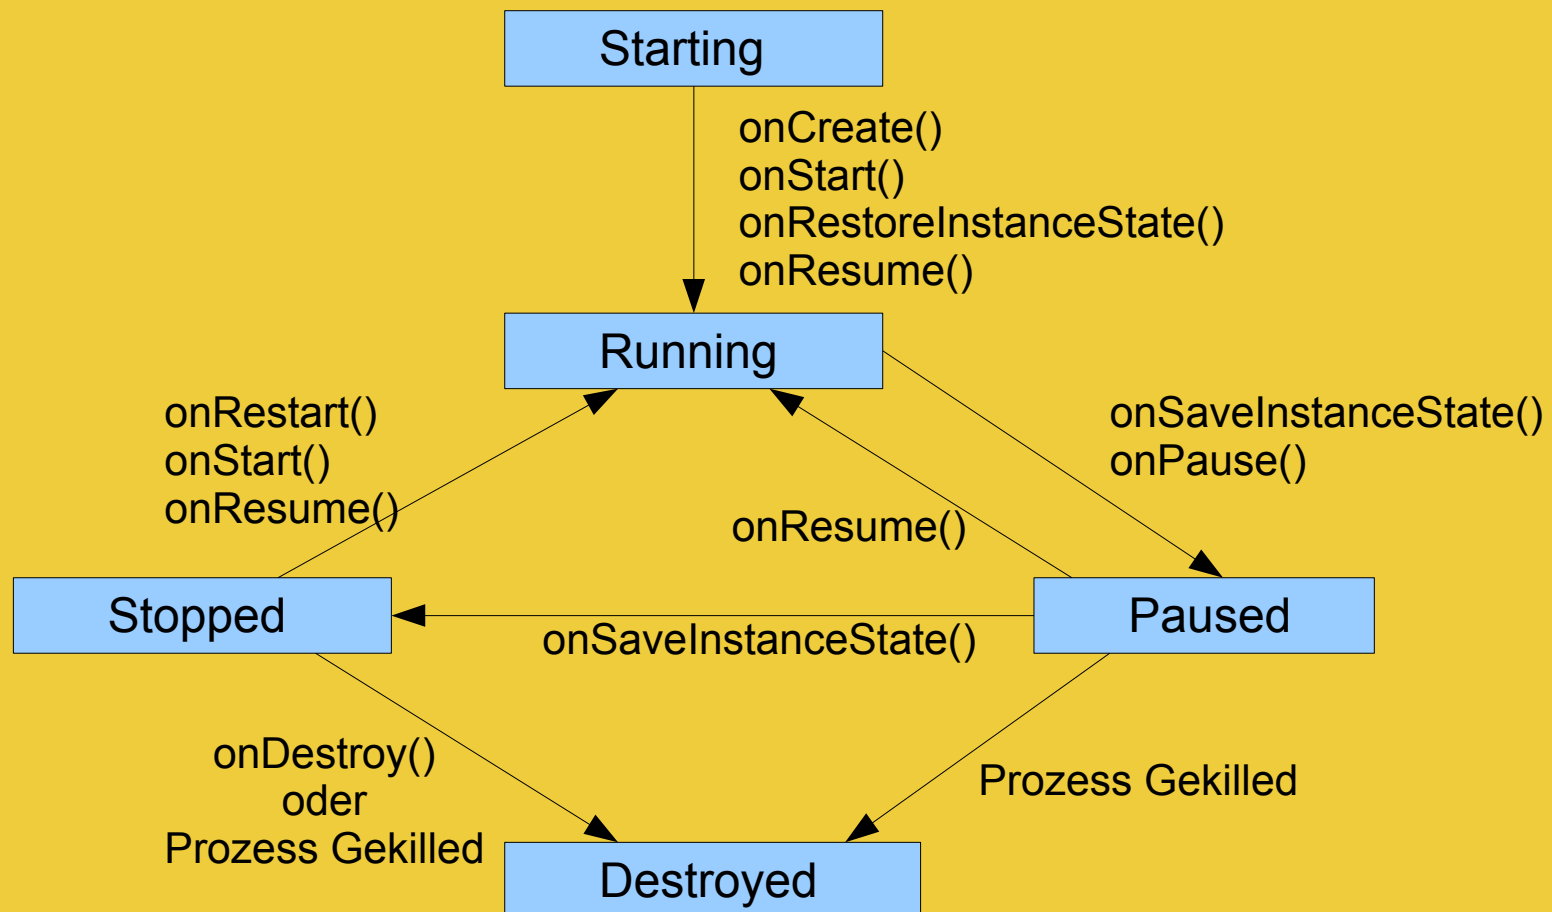 Starting
onCreate()
onStart()
onRestoreInstanceState()
onResume()
Running
onRestart()
onStart()
onResume()
onSaveInstanceState()
onPause()
onResume()
Stopped
Paused
onSaveInstanceState()
onDestroy()
oder
Prozess Gekilled
Prozess Gekilled
Destroyed